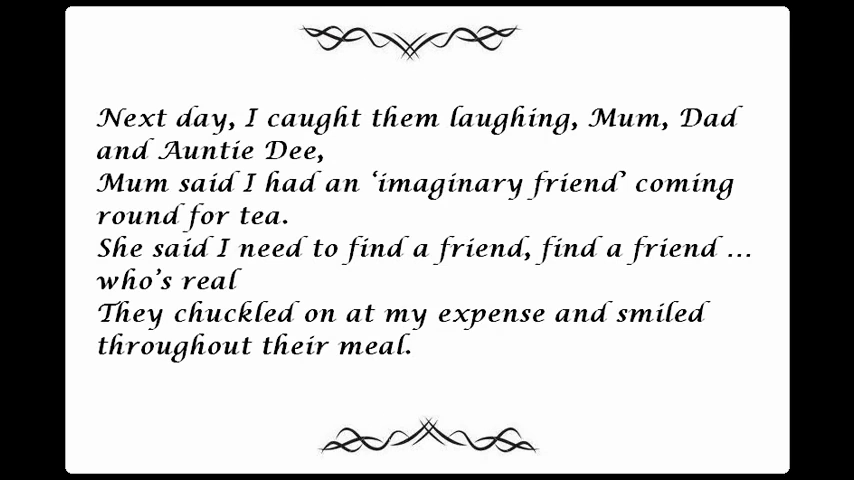 Next day, I caught them laughing, Mum, Dad
and Auntie Dee,
Mum said I had an ‘imaginary friend’ coming
round for tea.
She said I need to find a friend, find a friend …
who’s real
They chuckled on at my expense and smiled
throughout their meal.